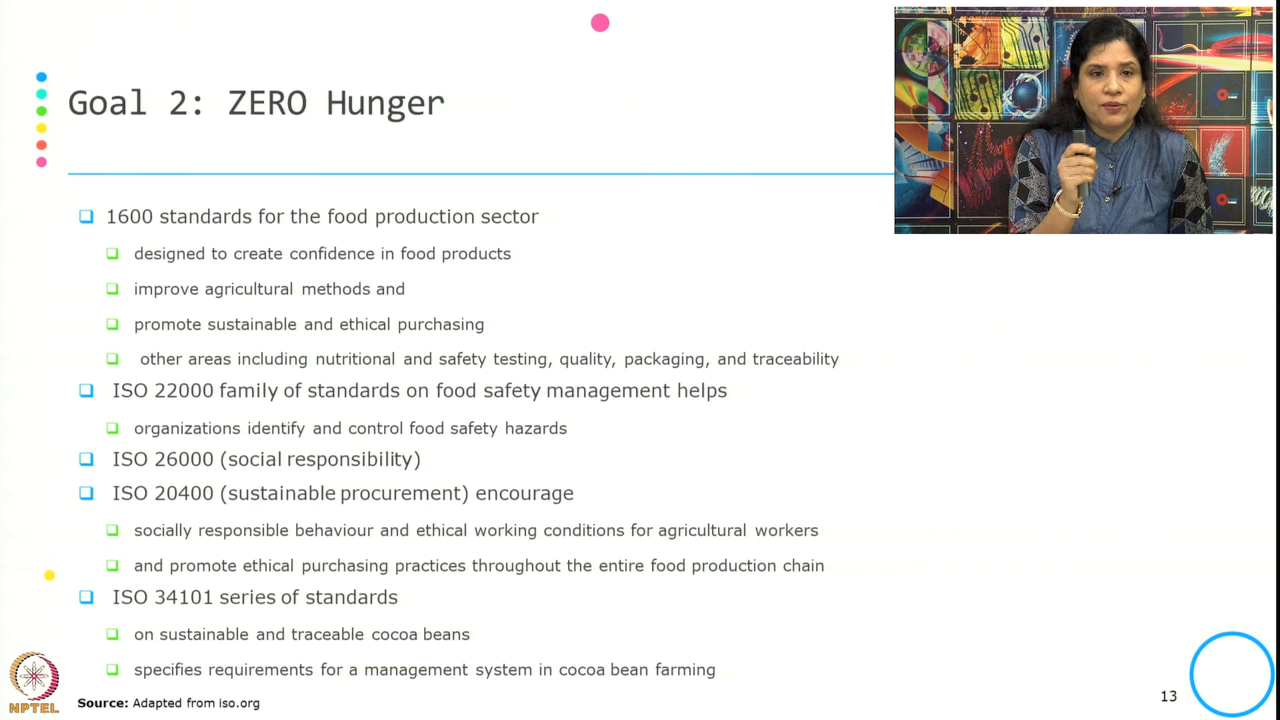 Goal 2: ZERO Hunger
1600 standards for the food production sector
designed to create confidence in food products
improve agricultural methods and
promote sustainable and ethical purchasing
other areas including nutritional and safety testing, quality, packaging, and traceability
ISO 22000 family of standards on food safety management helps
organizations identify and control food safety hazards
ISO 26000 (social responsibility)
ISO 20400 (sustainable procurement) encourage
socially responsible behaviour and ethical working conditions for agricultural workers
and promote ethical purchasing practices throughout the entire food production chain
ISO 34101 series of standards
on sustainable and traceable cocoa beans
specifies requirements for a management system in cocoa bean farming
NPTEL
Source: Adapted from iso.org
13